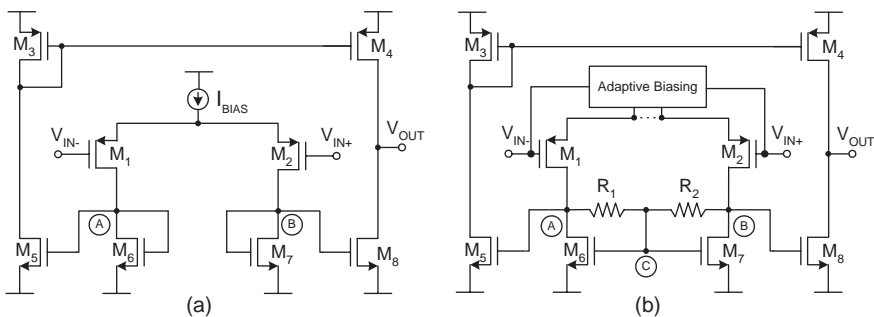 M3
M4
IBIAS
VIN-
M1
M2
VIN+
VOUT
A
B
M5
M6
M7
M8
(a)
M3
M4
Adaptive Biasing
VIN-
M1
M2
VIN+
VOUT
R1
R2
A
B
M5
M6
C
M7
M8
(b)